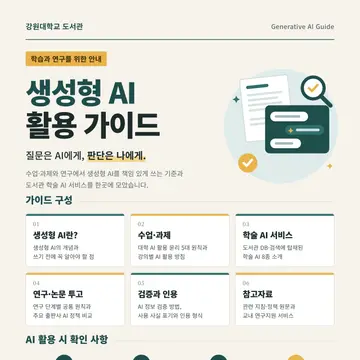 강원대학교 도서관
Generative AI Guide
학습과 연구를 위한 안내
생성형 AI
활용 가이드
질문은 AI에게, 판단은 나에게.
수업·과제와 연구에서 생성형 AI를 책임 있게 쓰는 기준과
도서관 학술 AI 서비스를 한곳에 모았습니다.
가이드 구성
01
생성형 AI란?
생성형 AI의 개념과
쓰기 전에 꼭 알아야 할 점
02
수업·과제
대학 AI 활용 윤리 5대 원칙과
강의별 AI 활용 방침
03
학술 AI 서비스
도서관 DB·검색에 탑재된
학술 AI 8종 소개
04
연구·논문 투고
연구 단계별 공통 원칙과
주요 출판사 AI 정책 비교
05
검증과 인용
AI 정보 검증 방법,
사용 사실 표기와 인용 형식
06
참고자료
관련 지침·정책 원문과
교내 연구지원 서비스
AI 활용 시 확인 사항